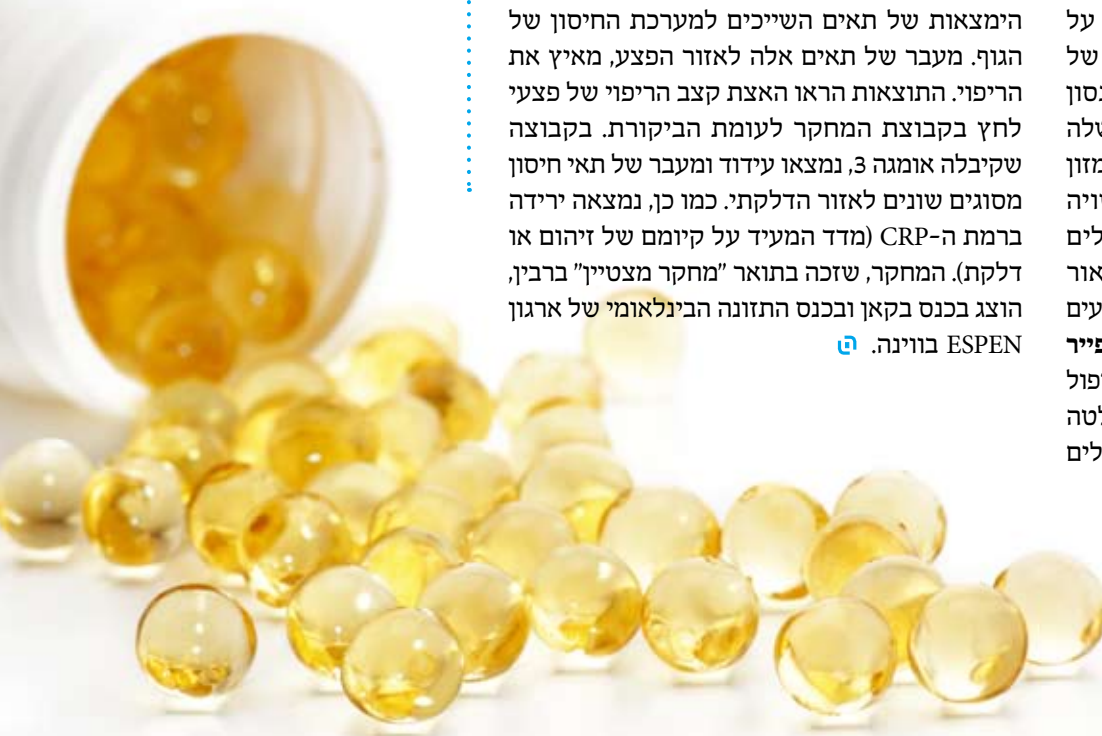 על
של
נסון
שלה
מזון
שויה
לים
אור
עים
פייר
פול
לטה
לים
הימצאות של תאים השייכים למערכת החיסון של
הגוף. מעבר של תאים אלה לאזור הפצע, מאיץ את
הריפוי. התוצאות הראו האצת קצב הריפוי של פצעי
לחץ בקבוצת המחקר לעומת הביקורת. בקבוצה
שקיבלה אומגה 3, נמצאו עידוד ומעבר של תאי חיסון
מסוגים שונים לאזור הדלקתי. כמו כן, נמצאה ירידה
ברמת ה-CRP (מדד המעיד על קיומם של זיהום או
דלקת). המחקר, שזכה בתואר "מחקר מצטיין" ברבין,
הוצג בכנס בקאן ובכנס התזונה הבינלאומי של ארגון
ESPEN בווינה.